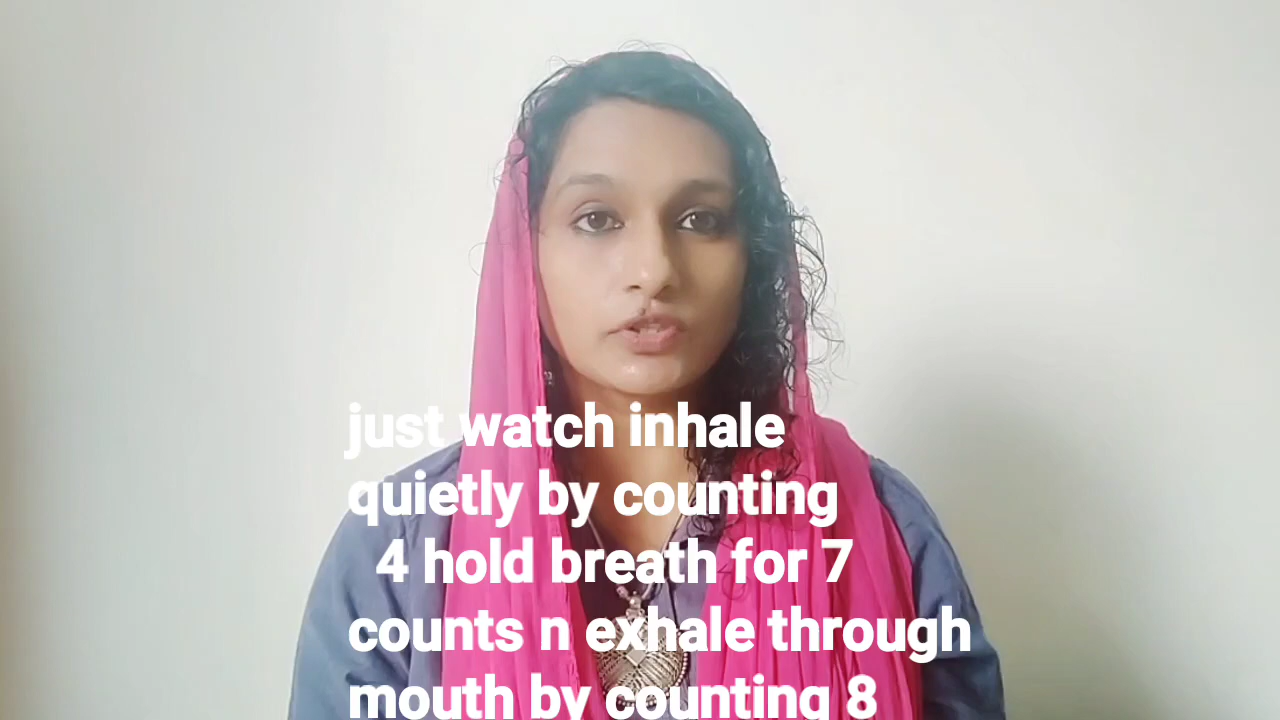 just watch inhale
quietly by counting
4 hold breath for 7
counts n exhale through
mouth by counting 8